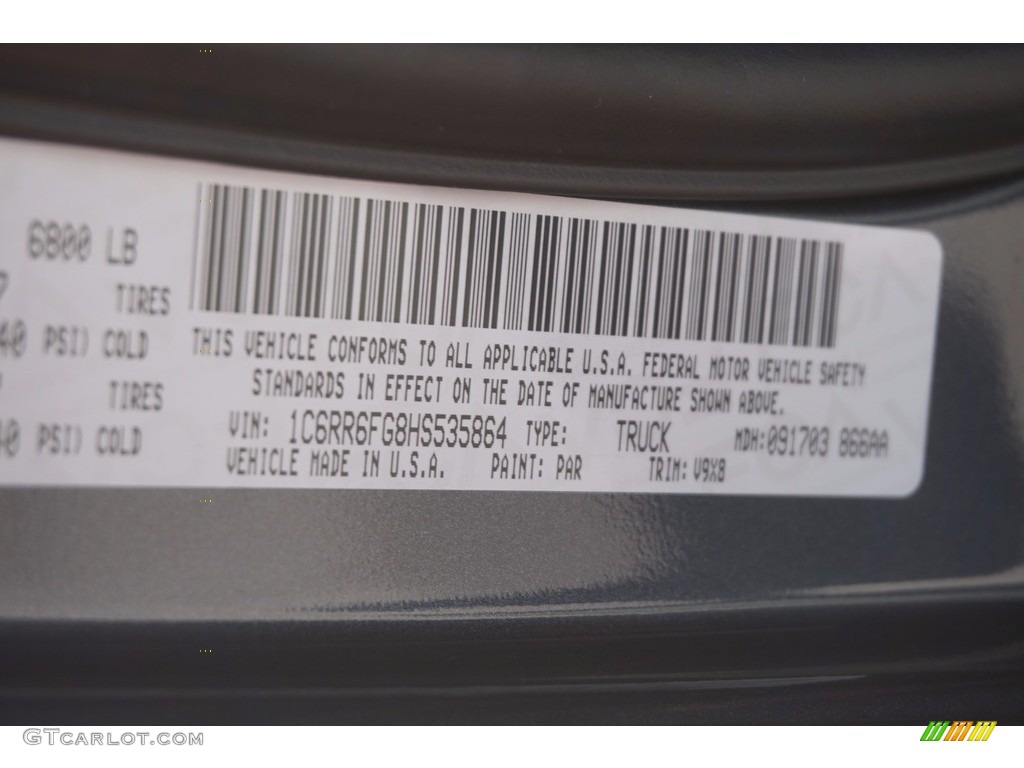 6800 LB
TIRES
40 PSI) COLD
TIRES
40 PSI) COLD
THIS VEHICLE CONFORMS TO ALL APPLICABLE U.S.A. FEDERAL MOTOR VEHICLE SAFETY
STANDARDS IN EFFECT ON THE DATE OF MANUFACTURE SHOWN ABOVE.
VIN: 1C6RR6FG8HS535864 TYPE: TRUCK MDH:091703 866AA
VEHICLE MADE IN U.S.A. PAINT: PAR TRIM: V9X8
GTCARLOT.COM